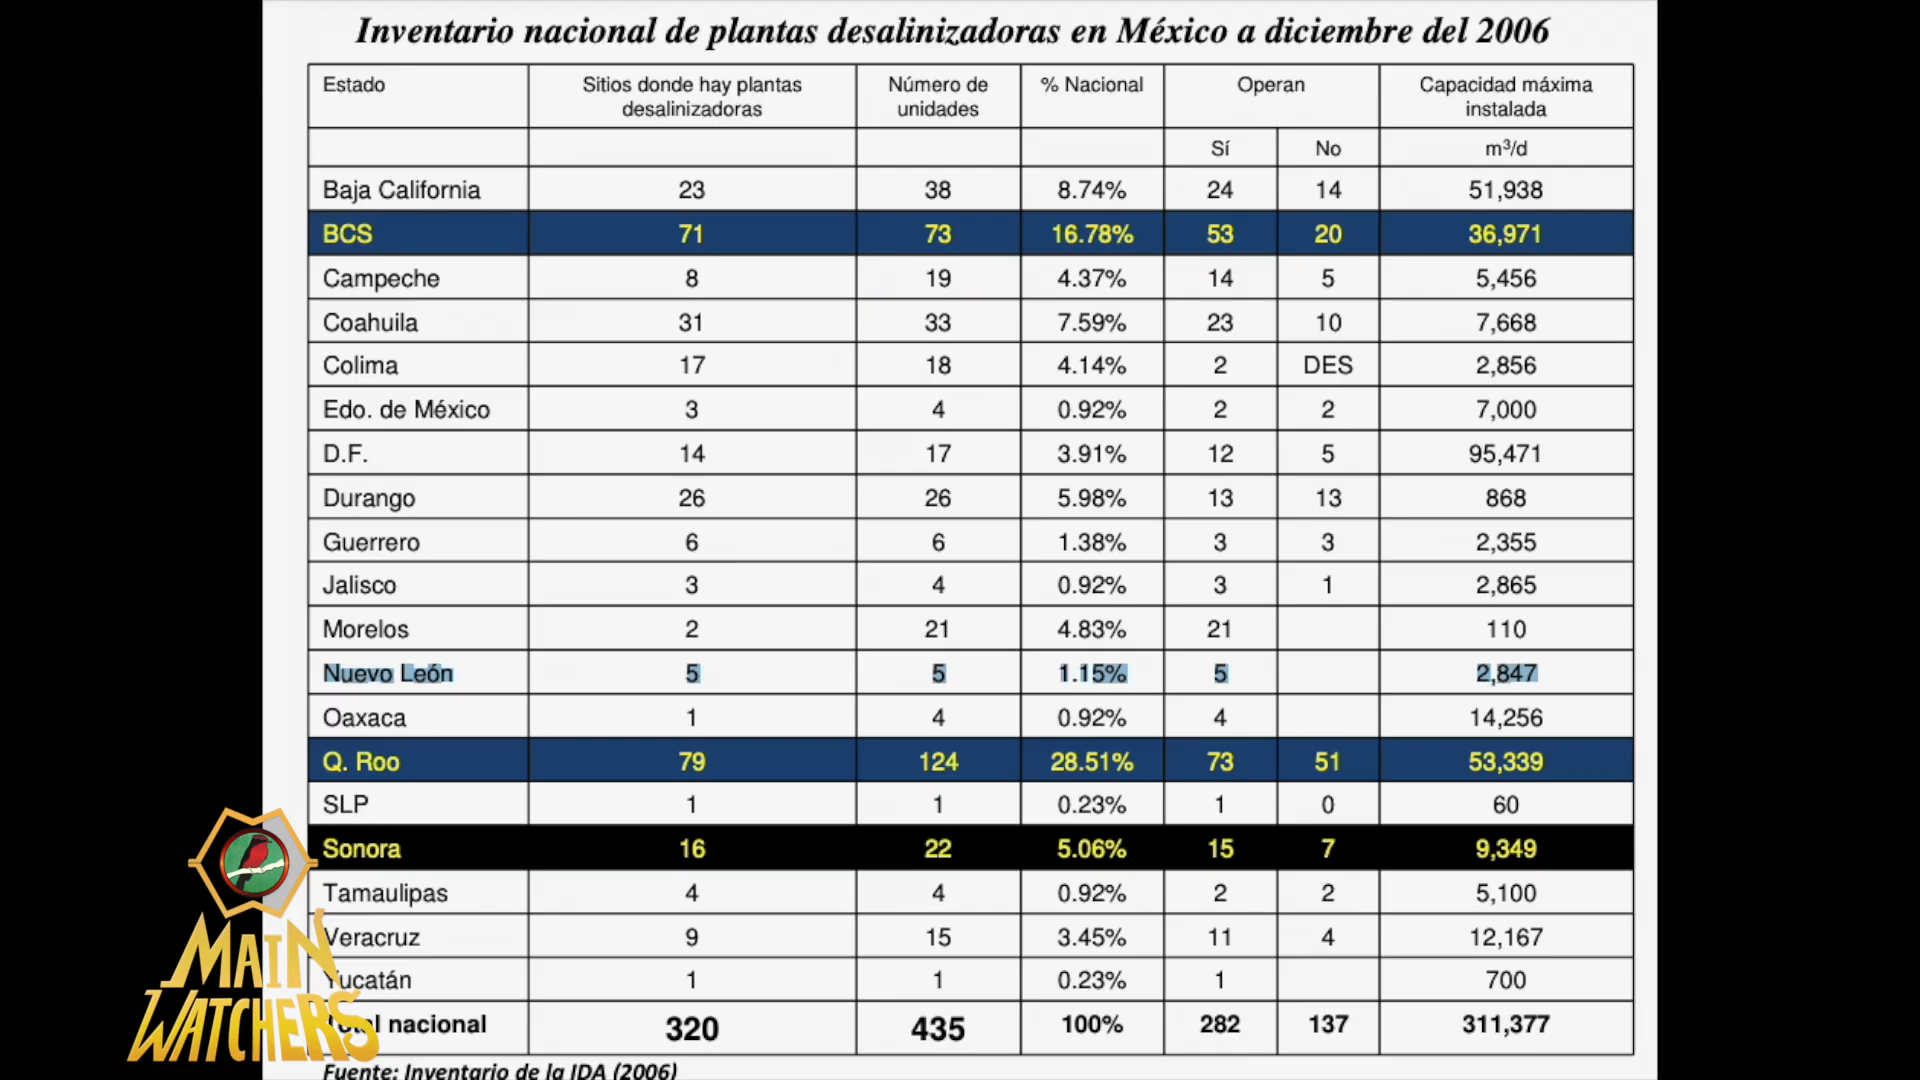 Inventario nacional de plantas desalinizadoras en México a diciembre del 2006
Estado Sitios donde hay plantas desalinizadoras Número de unidades % Nacional Operan Capacidad máxima instalada
Sí No m³/d
Baja California 23 38 8.74% 24 14 51,938
BCS 71 73 16.78% 53 20 36,971
Campeche 8 19 4.37% 14 5 5,456
Coahuila 31 33 7.59% 23 10 7,668
Colima 17 18 4.14% 2 DES 2,856
Edo. de México 3 4 0.92% 2 2 7,000
D.F. 14 17 3.91% 12 5 95,471
Durango 26 26 5.98% 13 13 868
Guerrero 6 6 1.38% 3 3 2,355
Jalisco 3 4 0.92% 3 1 2,865
Morelos 2 21 4.83% 21 110
Nuevo León 5 5 1.15% 5 2,847
Oaxaca 1 4 0.92% 4 14,256
Q. Roo 79 124 28.51% 73 51 53,339
SLP 1 1 0.23% 1 0 60
Sonora 16 22 5.06% 15 7 9,349
Tamaulipas 4 4 0.92% 2 2 5,100
Veracruz 9 15 3.45% 11 4 12,167
Yucatán 1 1 0.23% 1 700
Total nacional 320 435 100% 282 137 311,377
Fuente: Inventario de la IDA (2006)
MAIN
WATCHERS